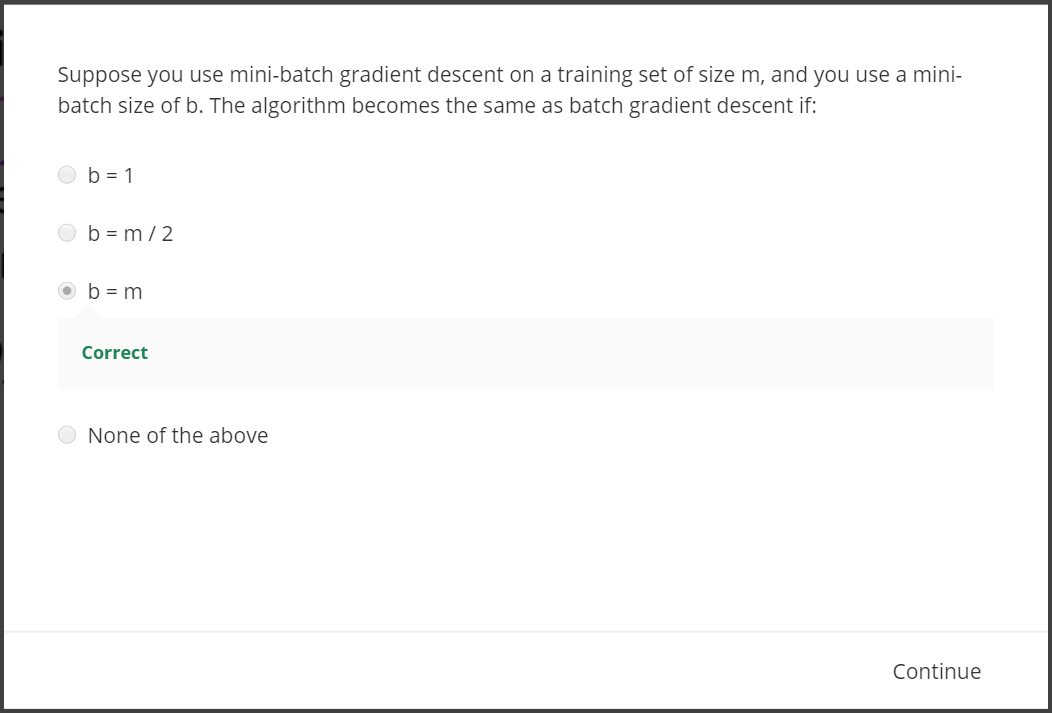 Suppose you use mini-batch gradient descent on a training set of size m, and you use a mini-
batch size of b. The algorithm becomes the same as batch gradient descent if:
b = 1
b = m / 2
b = m
Correct
None of the above
Continue